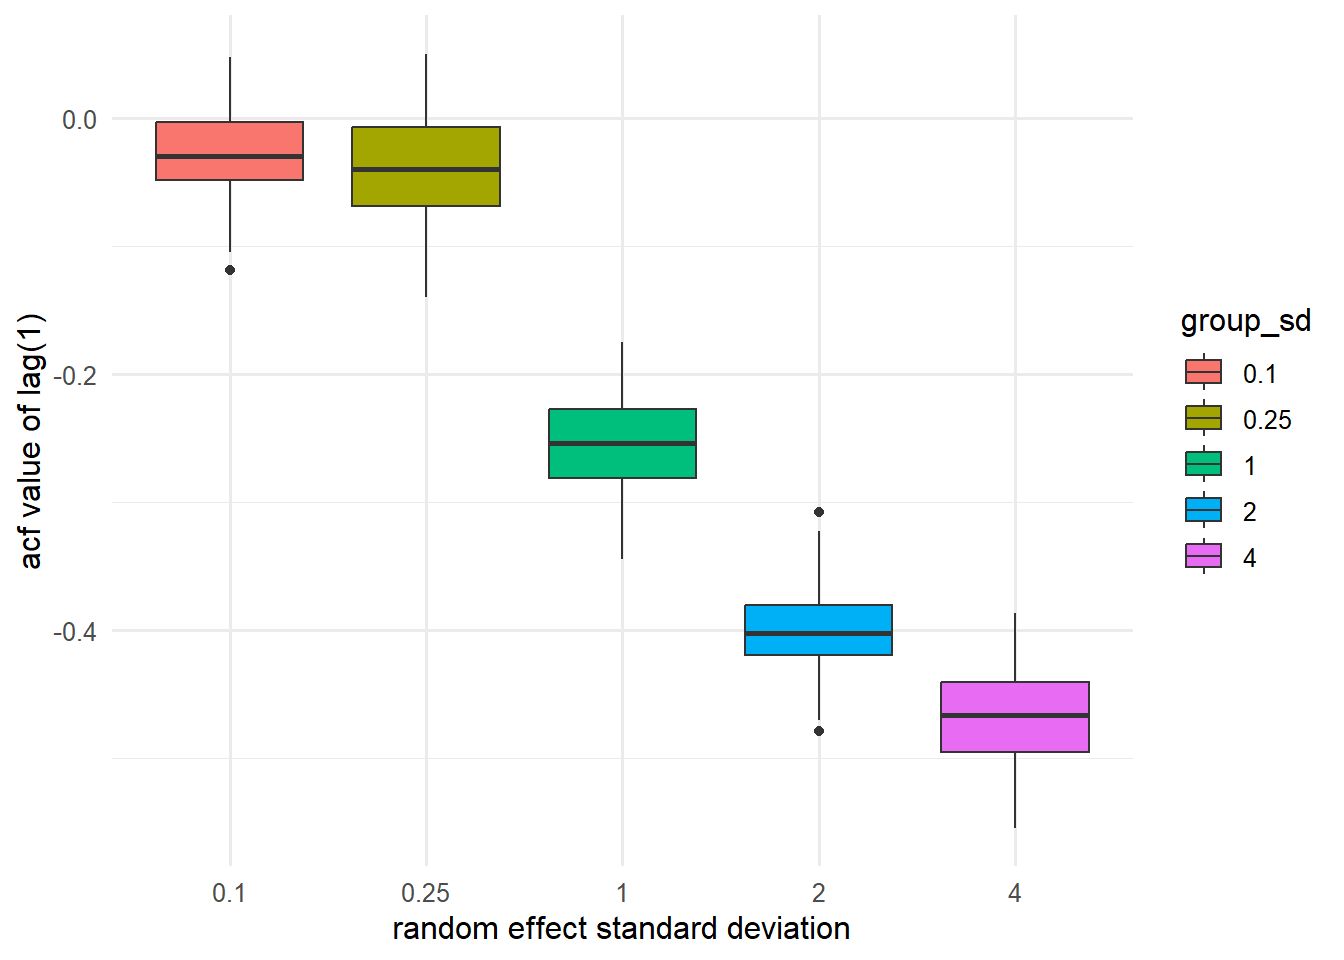 0.0
-0.2
-0.4
acf value of lag(1)
0.1 0.25 1 2 4
random effect standard deviation
group_sd
0.1
0.25
1
2
4